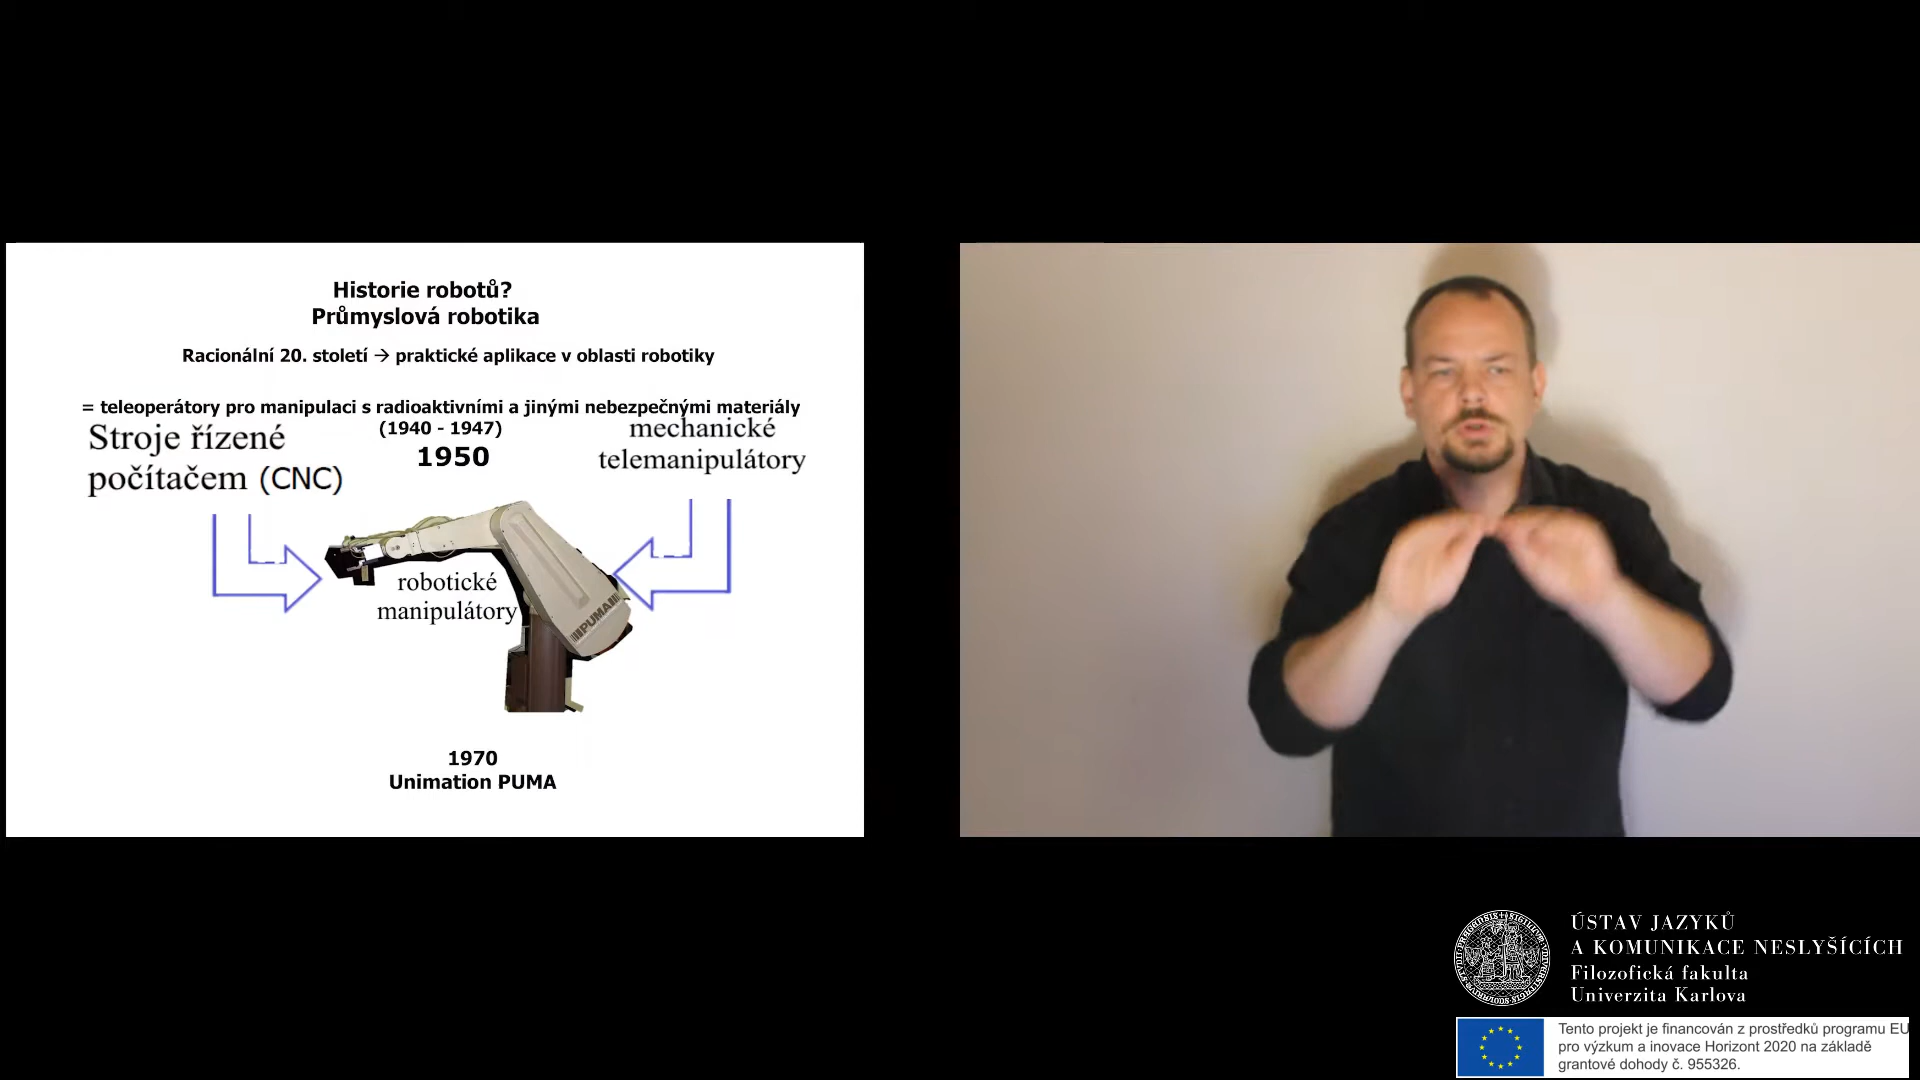 Historie robotů?
Průmyslová robotika
Racionální 20. století → praktické aplikace v oblasti robotiky
= teleoperátory pro manipulaci s radioaktivními a jinými nebezpečnými materiály
(1940 - 1947)
1950
Stroje řízené
počítačem (CNC)
mechanické
telemanipulátory
robotické
manipulátory
PUMA
1970
Unimation PUMA
ÚSTAV JAZYKŮ
A KOMUNIKACE NESLYŠÍCÍCH
Filozofická fakulta
Univerzita Karlova
Tento projekt je financován z prostředků programu EU
pro výzkum a inovace Horizont 2020 na základě
grantové dohody č. 955326.